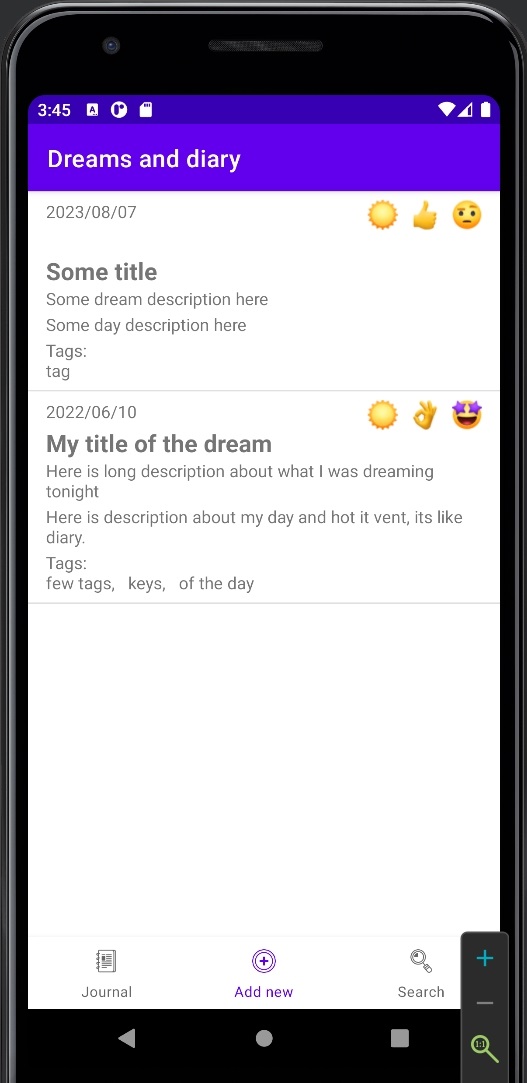 3:45
Dreams and diary
2023/08/07
Some title
Some dream description here
Some day description here
Tags:
tag
2022/06/10
My title of the dream
Here is long description about what I was dreaming
tonight
Here is description about my day and hot it vent, its like
diary.
Tags:
few tags, keys, of the day
Journal
Add new
Search
1:1